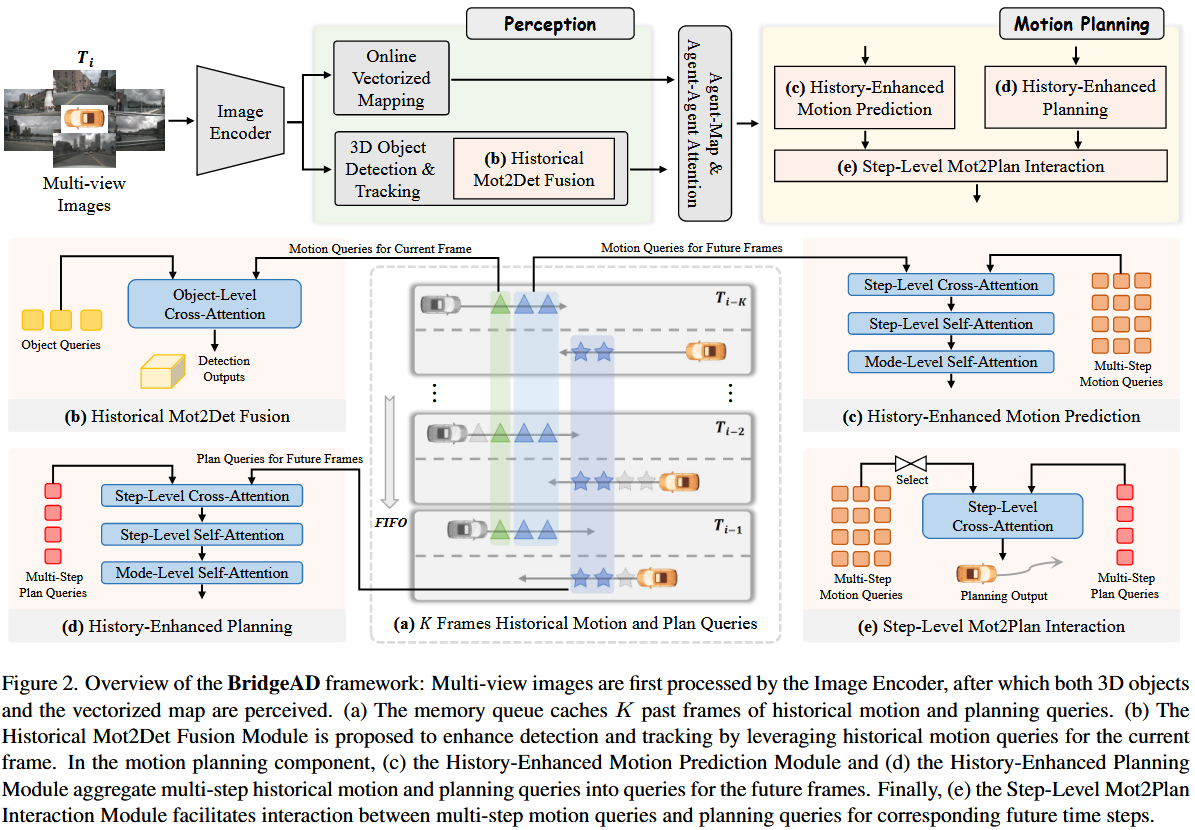 Perception
Motion Planning
T_i
Multi-view
Images
Image
Encoder
Online
Vectorized
Mapping
3D Object
Detection &
Tracking
(b) Historical
Mot2Det Fusion
Agent-Map &
Agent-Agent Attention
(c) History-Enhanced
Motion Prediction
(d) History-Enhanced
Planning
(e) Step-Level Mot2Plan Interaction
Motion Queries for Current Frame
Motion Queries for Future Frames
Object-Level
Cross-Attention
Object Queries
Detection
Outputs
(b) Historical Mot2Det Fusion
Plan Queries for Future Frames
Step-Level Cross-Attention
Step-Level Self-Attention
Mode-Level Self-Attention
Multi-Step
Plan Queries
(d) History-Enhanced Planning
T_{i−K}
T_{i−2}
T_{i−1}
FIFO
(a) K Frames Historical Motion and Plan Queries
Step-Level Cross-Attention
Step-Level Self-Attention
Mode-Level Self-Attention
Multi-Step
Motion Queries
(c) History-Enhanced Motion Prediction
Select
Step-Level
Cross-Attention
Multi-Step
Motion Queries
Planning Output
Multi-Step
Plan Queries
(e) Step-Level Mot2Plan Interaction
Figure 2. Overview of the BridgeAD framework: Multi-view images are first processed by the Image Encoder, after which both 3D objects
and the vectorized map are perceived. (a) The memory queue caches K past frames of historical motion and planning queries. (b) The
Historical Mot2Det Fusion Module is proposed to enhance detection and tracking by leveraging historical motion queries for the current
frame. In the motion planning component, (c) the History-Enhanced Motion Prediction Module and (d) the History-Enhanced Planning
Module aggregate multi-step historical motion and planning queries into queries for the future frames. Finally, (e) the Step-Level Mot2Plan
Interaction Module facilitates interaction between multi-step motion queries and planning queries for corresponding future time steps.